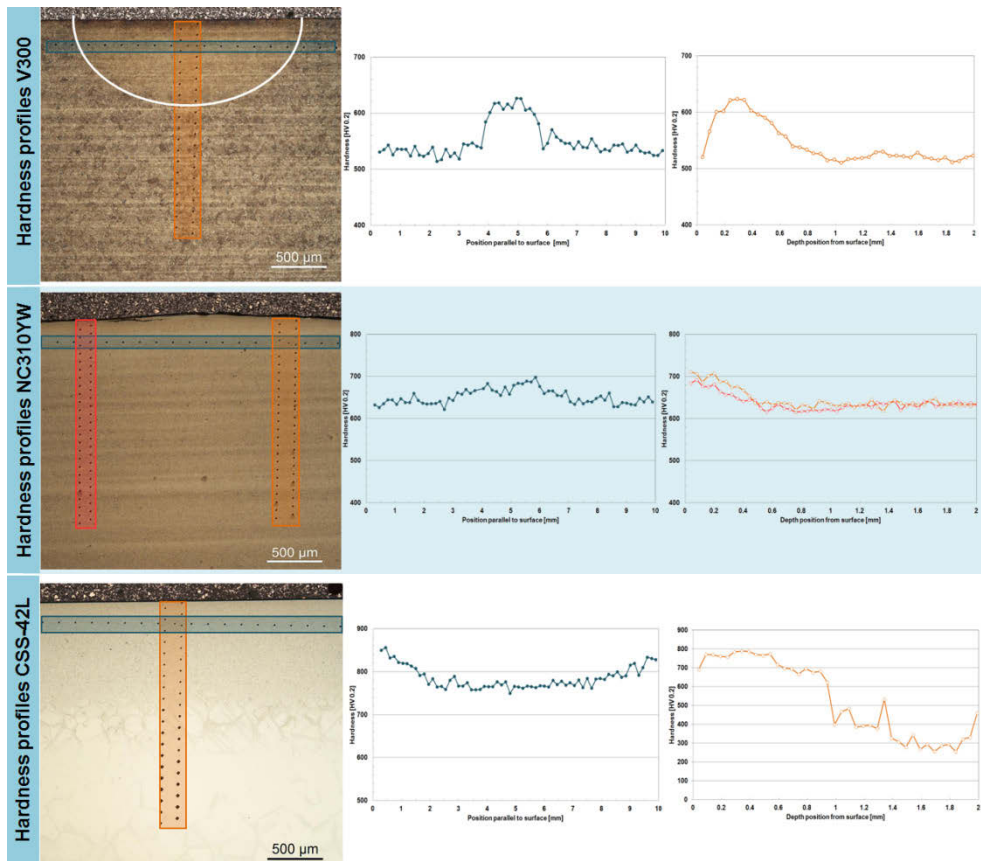 Hardness profiles V300
500 µm
Hardness [HV 0.2]
700
600
500
400
0 1 2 3 4 5 6 7 8 9 10
Position parallel to surface [mm]
Hardness [HV 0.2]
700
600
500
400
0 0.2 0.4 0.6 0.8 1 1.2 1.4 1.6 1.8 2
Depth position from surface [mm]
Hardness profiles NC310YW
500 µm
Hardness [HV 0.2]
800
700
600
500
400
0 1 2 3 4 5 6 7 8 9 10
Position parallel to surface [mm]
Hardness [HV 0.2]
800
700
600
500
400
0 0.2 0.4 0.6 0.8 1 1.2 1.4 1.6 1.8 2
Depth position from surface [mm]
Hardness profiles CSS-42L
500 µm
Hardness [HV 0.2]
900
800
700
600
500
0 1 2 3 4 5 6 7 8 9 10
Position parallel to surface [mm]
Hardness [HV 0.2]
900
800
700
600
500
400
300
200
100
0
0 0.2 0.4 0.6 0.8 1 1.2 1.4 1.6 1.8 2
Depth position from surface [mm]